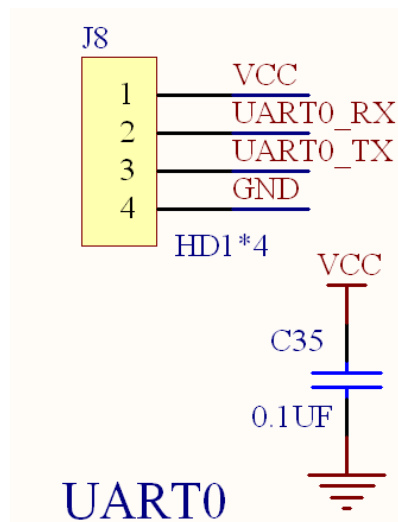 J8
1 VCC
2 UART0_RX
3 UART0_TX
4 GND
HD1*4
VCC
C35
0.1UF
UART0